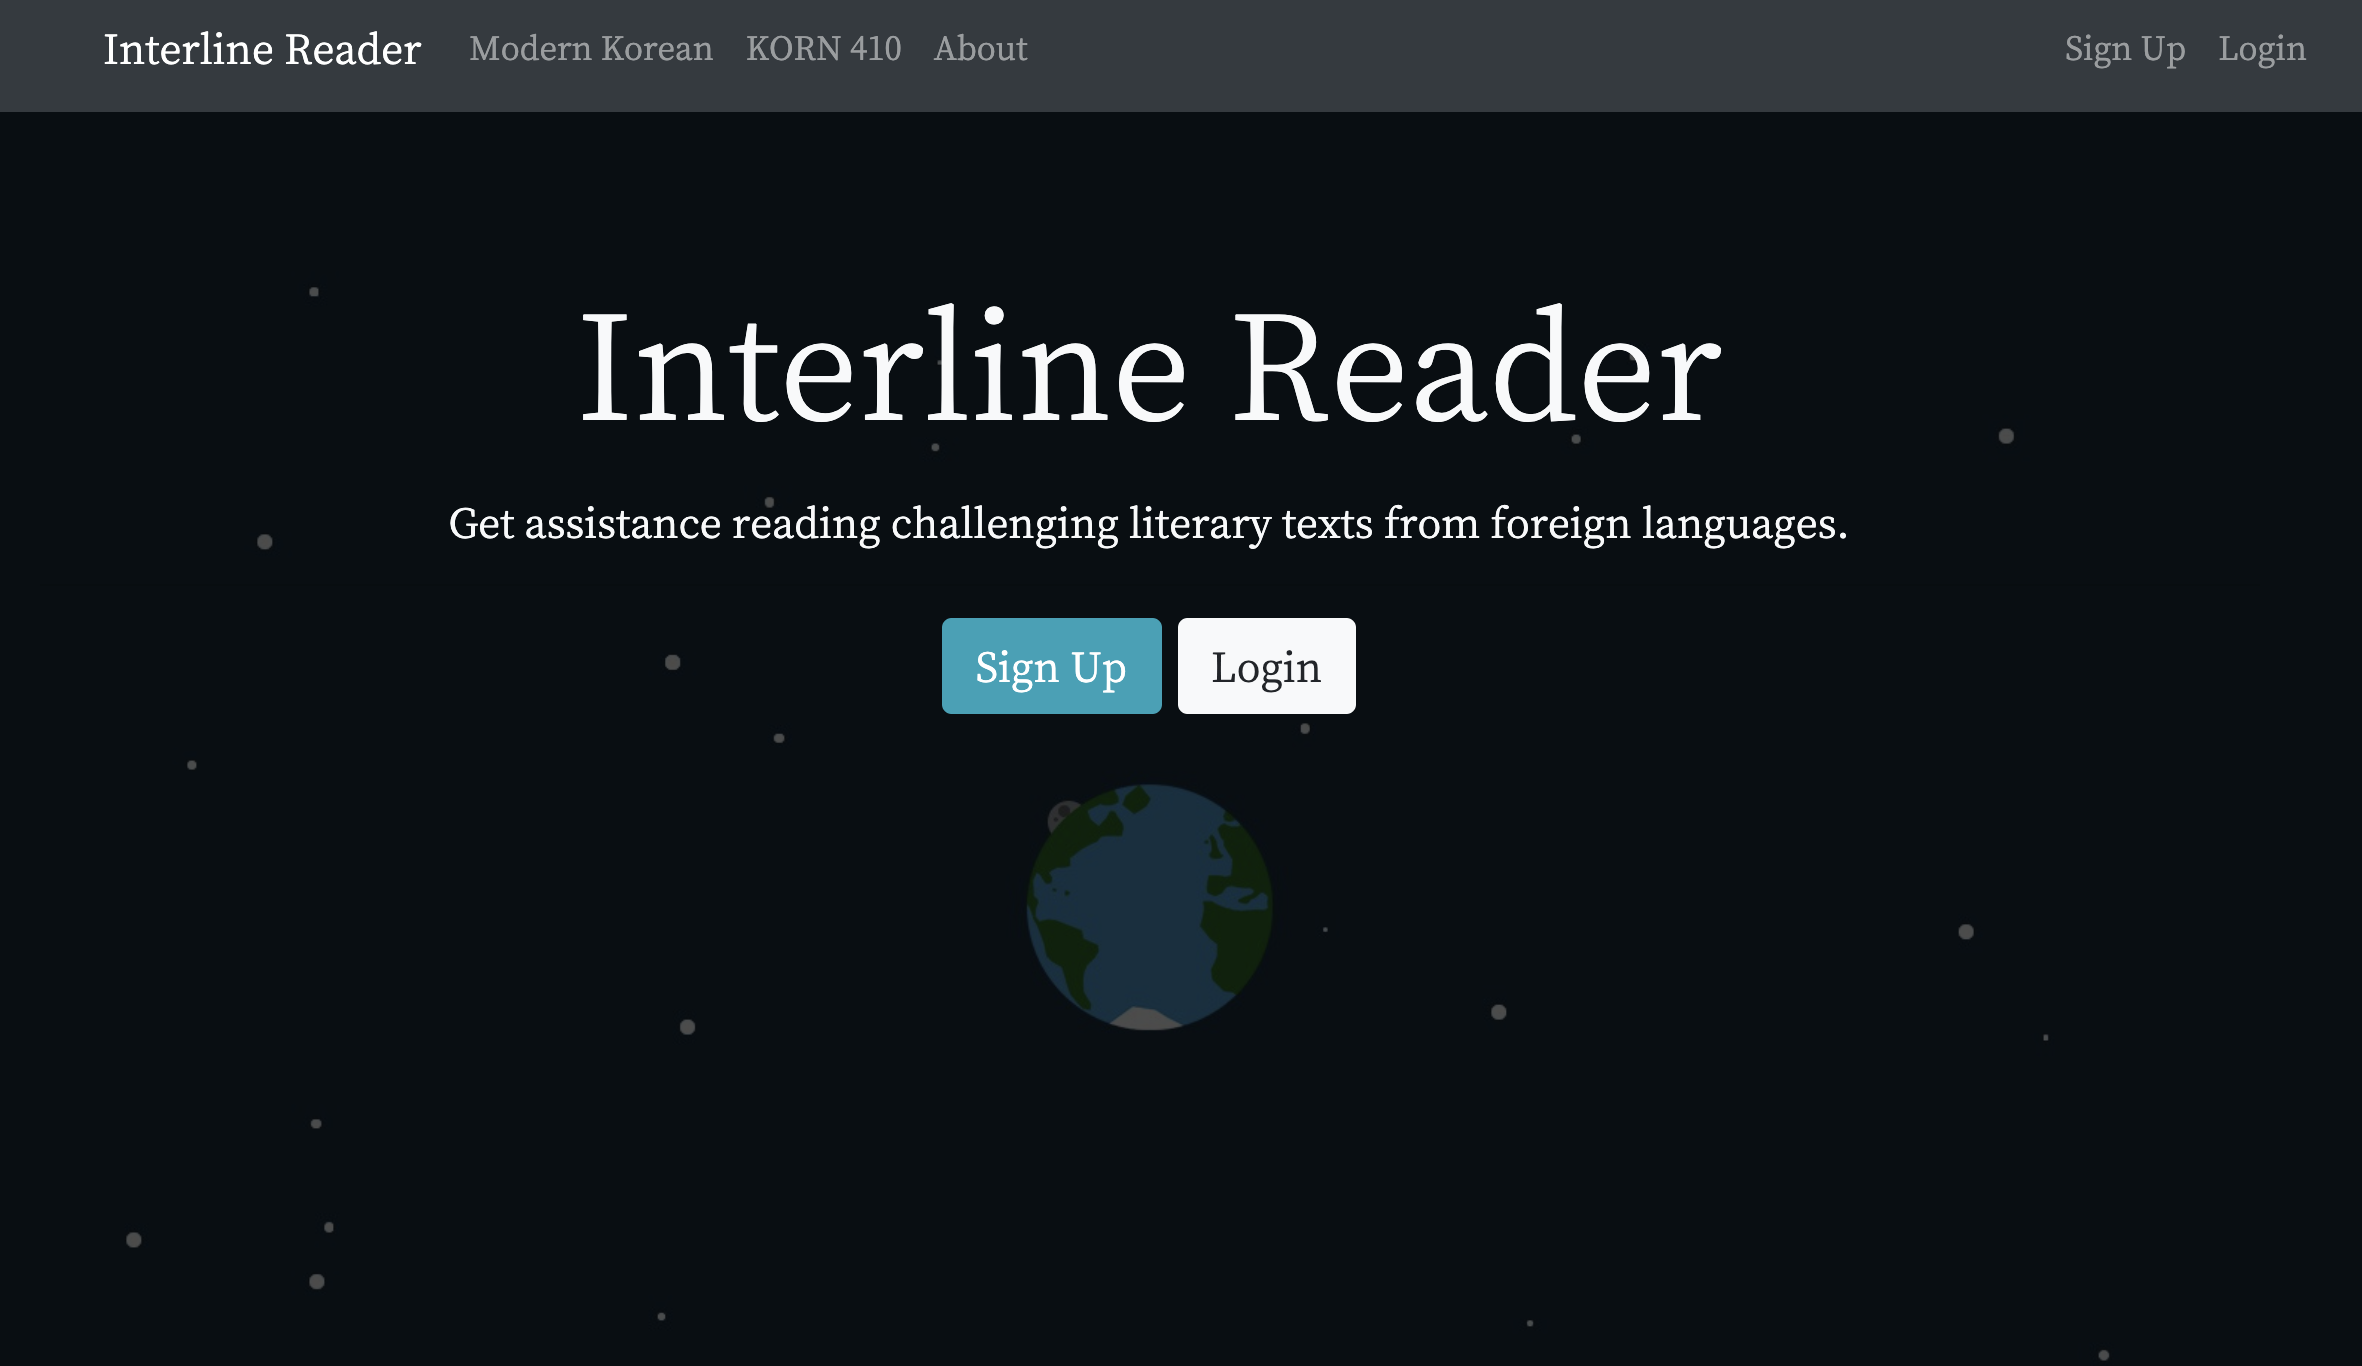 Interline Reader Modern Korean KORN 410 About Sign Up Login
Interline Reader
Get assistance reading challenging literary texts from foreign languages.
Sign Up Login